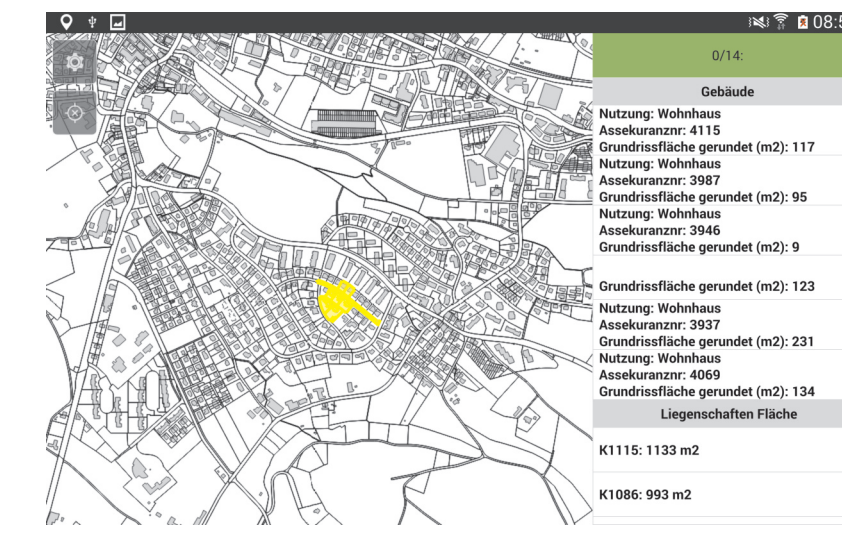 08:5
0/14:
Gebäude
Nutzung: Wohnhaus
Assekuranznr: 4115
Grundrissfläche gerundet (m2): 117
Nutzung: Wohnhaus
Assekuranznr: 3987
Grundrissfläche gerundet (m2): 95
Nutzung: Wohnhaus
Assekuranznr: 3946
Grundrissfläche gerundet (m2): 9
Grundrissfläche gerundet (m2): 123
Nutzung: Wohnhaus
Assekuranznr: 3937
Grundrissfläche gerundet (m2): 231
Nutzung: Wohnhaus
Assekuranznr: 4069
Grundrissfläche gerundet (m2): 134
Liegenschaften Fläche
K1115: 1133 m2
K1086: 993 m2